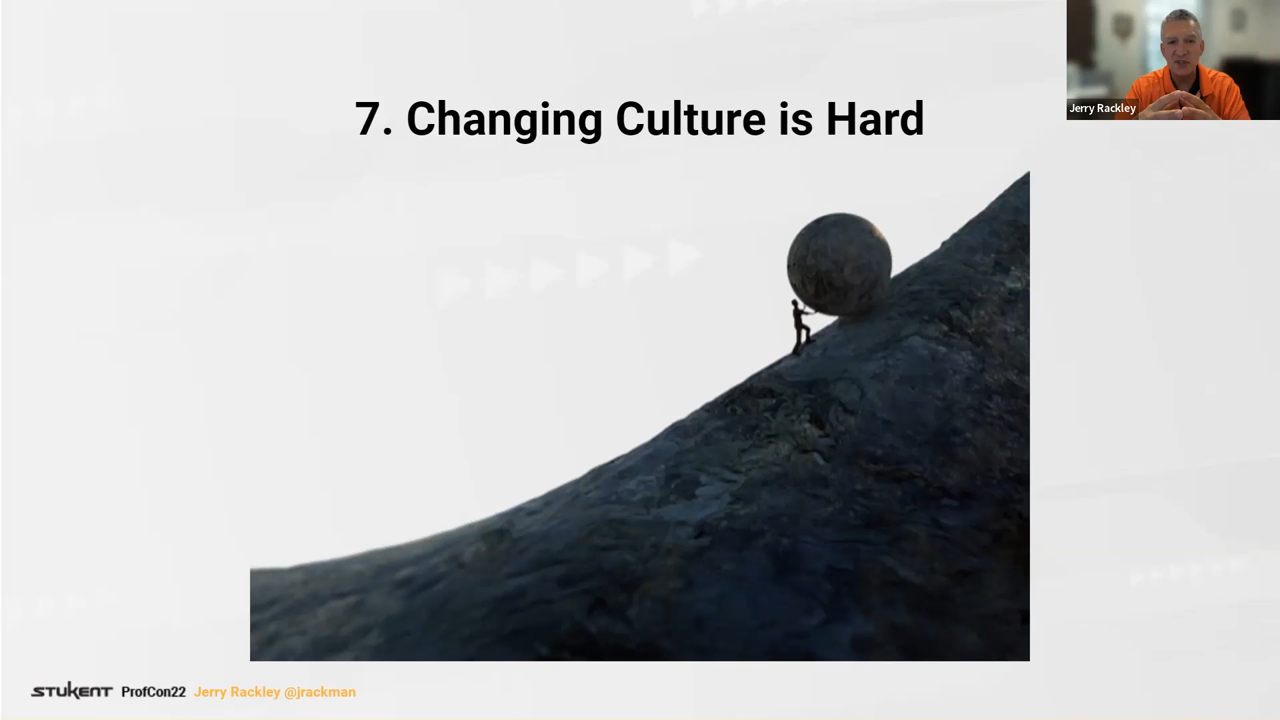 7. Changing Culture is Hard
Jerry Rackley
STUKENT ProfCon22 Jerry Rackley @jrackman